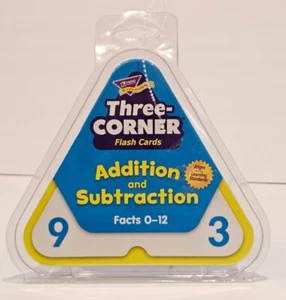 Three-
CORNER
Flash Cards
Addition
and
Subtraction
Facts 0–12
9 3